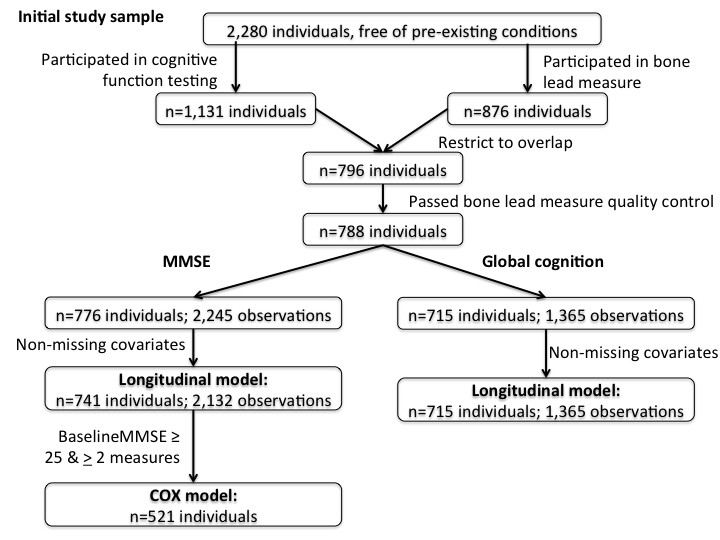 Initial study sample
2,280 individuals, free of pre-existing conditions
Participated in cognitive
function testing
Participated in bone
lead measure
n=1,131 individuals
n=876 individuals
Restrict to overlap
n=796 individuals
Passed bone lead measure quality control
n=788 individuals
MMSE
Global cognition
n=776 individuals; 2,245 observations
n=715 individuals; 1,365 observations
Non-missing covariates
Non-missing covariates
Longitudinal model:
n=741 individuals; 2,132 observations
Longitudinal model:
n=715 individuals; 1,365 observations
BaselineMMSE ≥
25 & ≥ 2 measures
COX model:
n=521 individuals